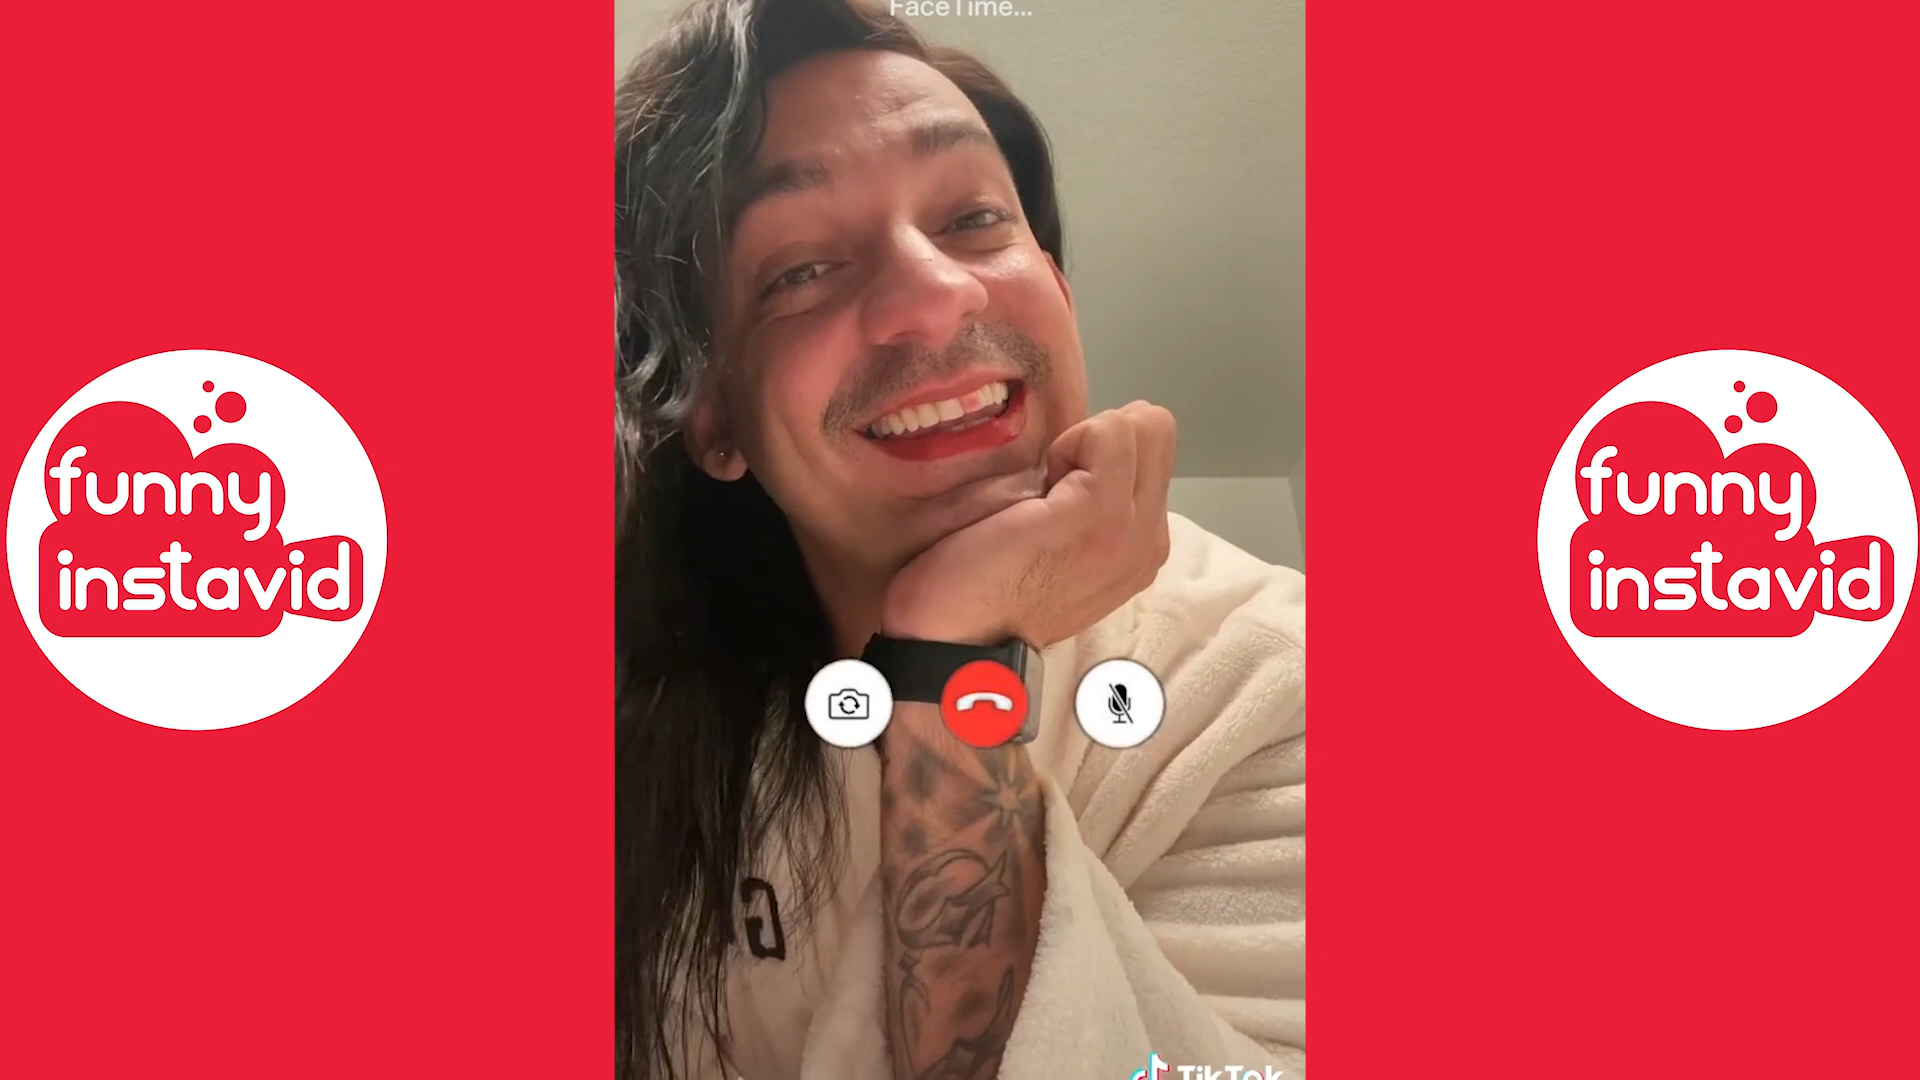 FaceTime...
funny
instavid
funny
instavid
G
TikTok